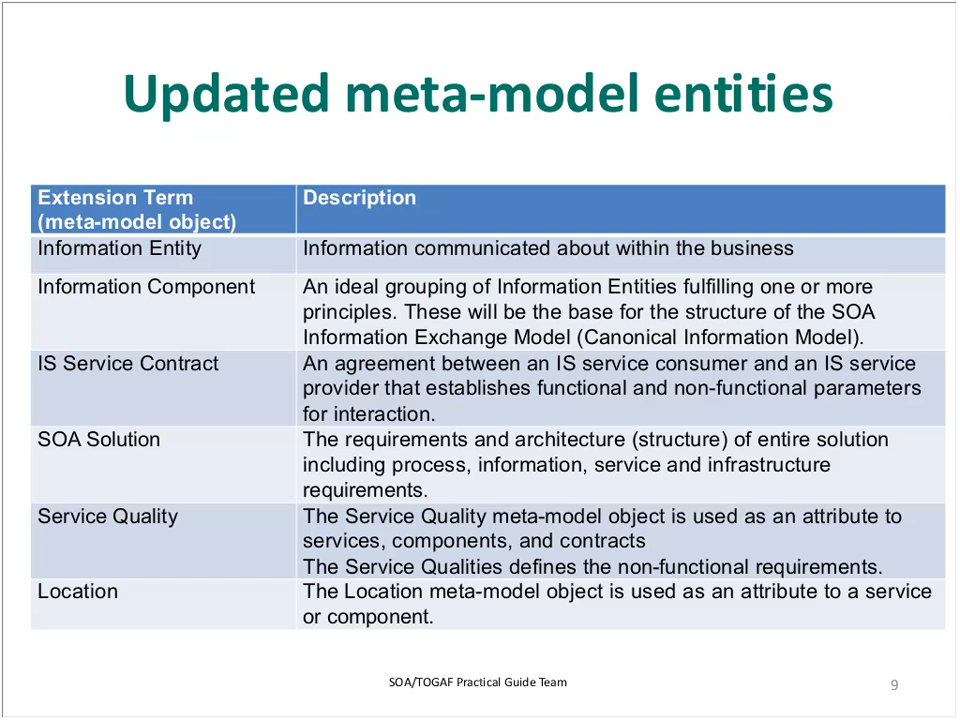 Updated meta-model entities
Extension Term
(meta-model object)
Description
Information Entity
Information communicated about within the business
Information Component
An ideal grouping of Information Entities fulfilling one or more
principles. These will be the base for the structure of the SOA
Information Exchange Model (Canonical Information Model).
IS Service Contract
An agreement between an IS service consumer and an IS service
provider that establishes functional and non-functional parameters
for interaction.
SOA Solution
The requirements and architecture (structure) of entire solution
including process, information, service and infrastructure
requirements.
Service Quality
The Service Quality meta-model object is used as an attribute to
services, components, and contracts
The Service Qualities defines the non-functional requirements.
Location
The Location meta-model object is used as an attribute to a service
or component.
SOA/TOGAF Practical Guide Team
9